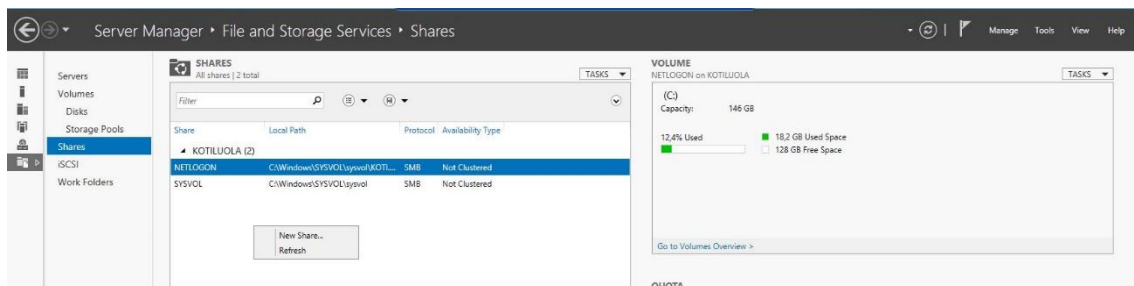 Server Manager ‣ File and Storage Services ‣ Shares
Manage Tools View Help
Servers
Volumes
Disks
Storage Pools
Shares
iSCSI
Work Folders
SHARES
All shares | 2 total
TASKS
Filter
Share Local Path Protocol Availability Type
KOTILUOLA (2)
NETLOGON C:\Windows\SYSVOL\sysvol\KOTI... SMB Not Clustered
SYSVOL C:\Windows\SYSVOL\sysvol SMB Not Clustered
New Share...
Refresh
VOLUME
NETLOGON on KOTILUOLA
TASKS
(C:)
Capacity: 146 GB
12,4% Used 18,2 GB Used Space
128 GB Free Space
Go to Volumes Overview >
QUOTA